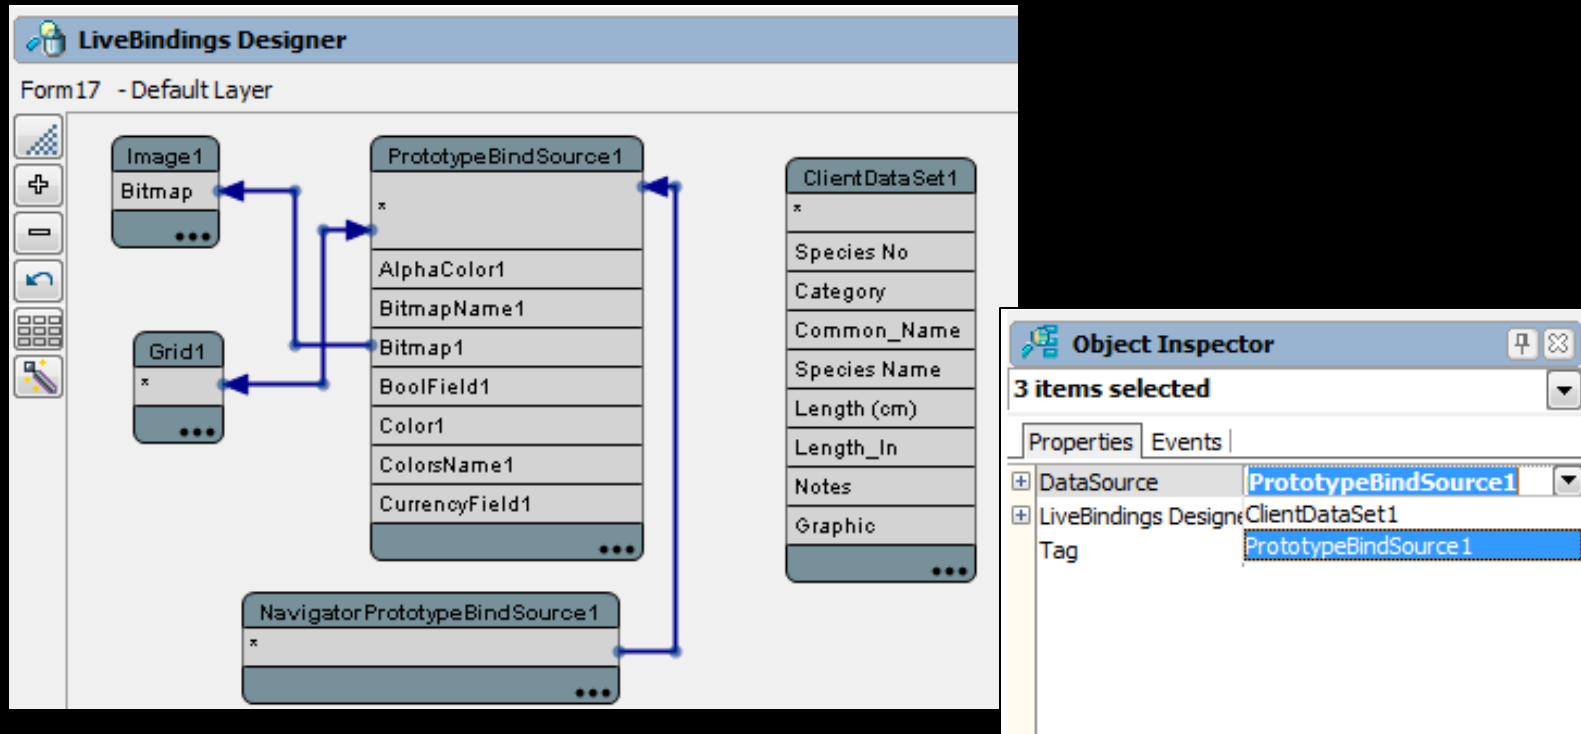 LiveBindings Designer
Form17 - Default Layer
Image1
Bitmap
Grid1
*
PrototypeBindSource1
*
AlphaColor1
BitmapName1
Bitmap1
BoolField1
Color1
ColorsName1
CurrencyField1
NavigatorPrototypeBindSource1
*
ClientDataSet1
*
Species No
Category
Common_Name
Species Name
Length (cm)
Length_In
Notes
Graphic
Object Inspector
3 items selected
Properties Events
DataSource PrototypeBindSource1
LiveBindings Designe ClientDataSet1
Tag PrototypeBindSource1